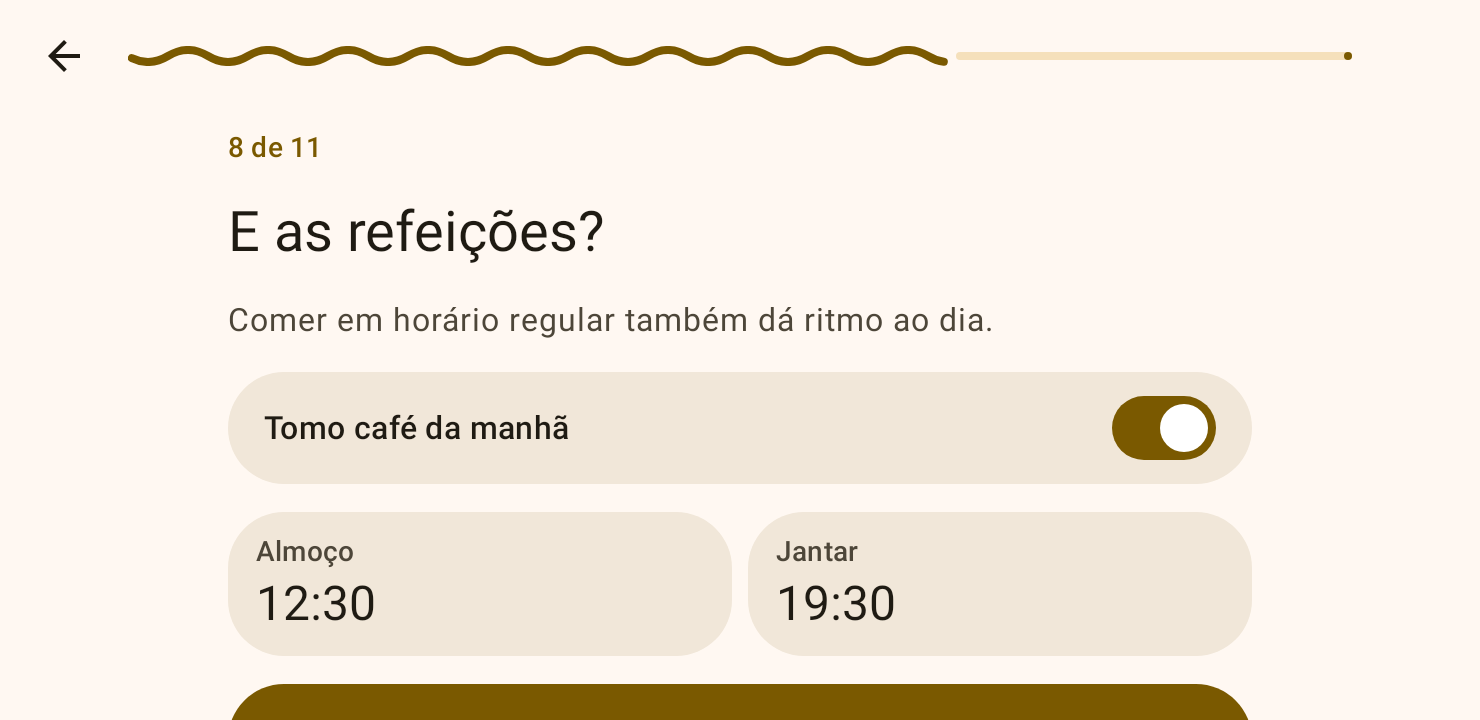 8 de 11
E as refeições?
Comer em horário regular também dá ritmo ao dia.
Tomo café da manhã
Almoço
12:30
Jantar
19:30